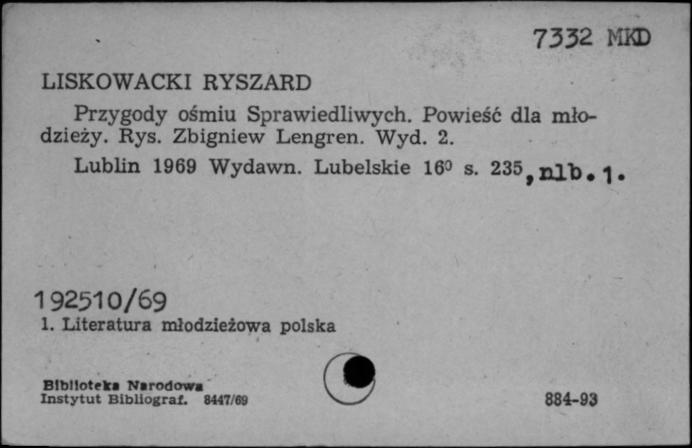 7332 MKD
LISKOWACKI RYSZARD
Przygody ośmiu Sprawiedliwych. Powieść dla mło-
dzieży. Rys. Zbigniew Lengren. Wyd. 2.
Lublin 1969 Wydawn. Lubelskie 16⁰ s. 235, nlb. 1.
192510/69
1. Literatura młodzieżowa polska
Biblioteka Narodowa
Instytut Bibliograf. 8447/69
884-93